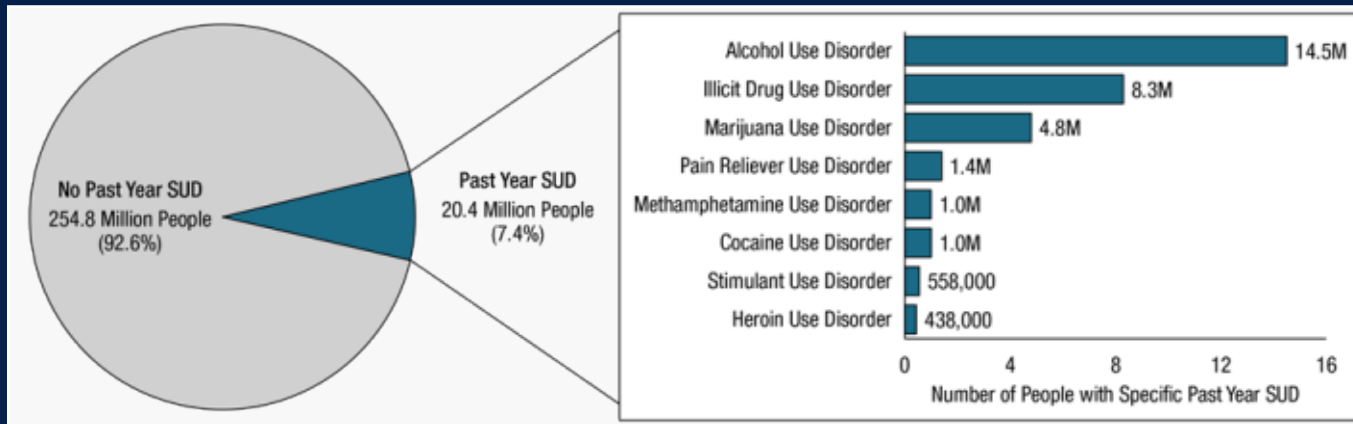 No Past Year SUD
254.8 Million People
(92.6%)
Past Year SUD
20.4 Million People
(7.4%)
Alcohol Use Disorder 14.5M
Illicit Drug Use Disorder 8.3M
Marijuana Use Disorder 4.8M
Pain Reliever Use Disorder 1.4M
Methamphetamine Use Disorder 1.0M
Cocaine Use Disorder 1.0M
Stimulant Use Disorder 558,000
Heroin Use Disorder 438,000
0 4 8 12 16
Number of People with Specific Past Year SUD